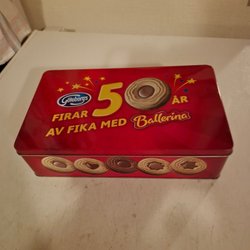 Göteborgs
50 ÅR
FIRAR
AV FIKA MED Ballerina